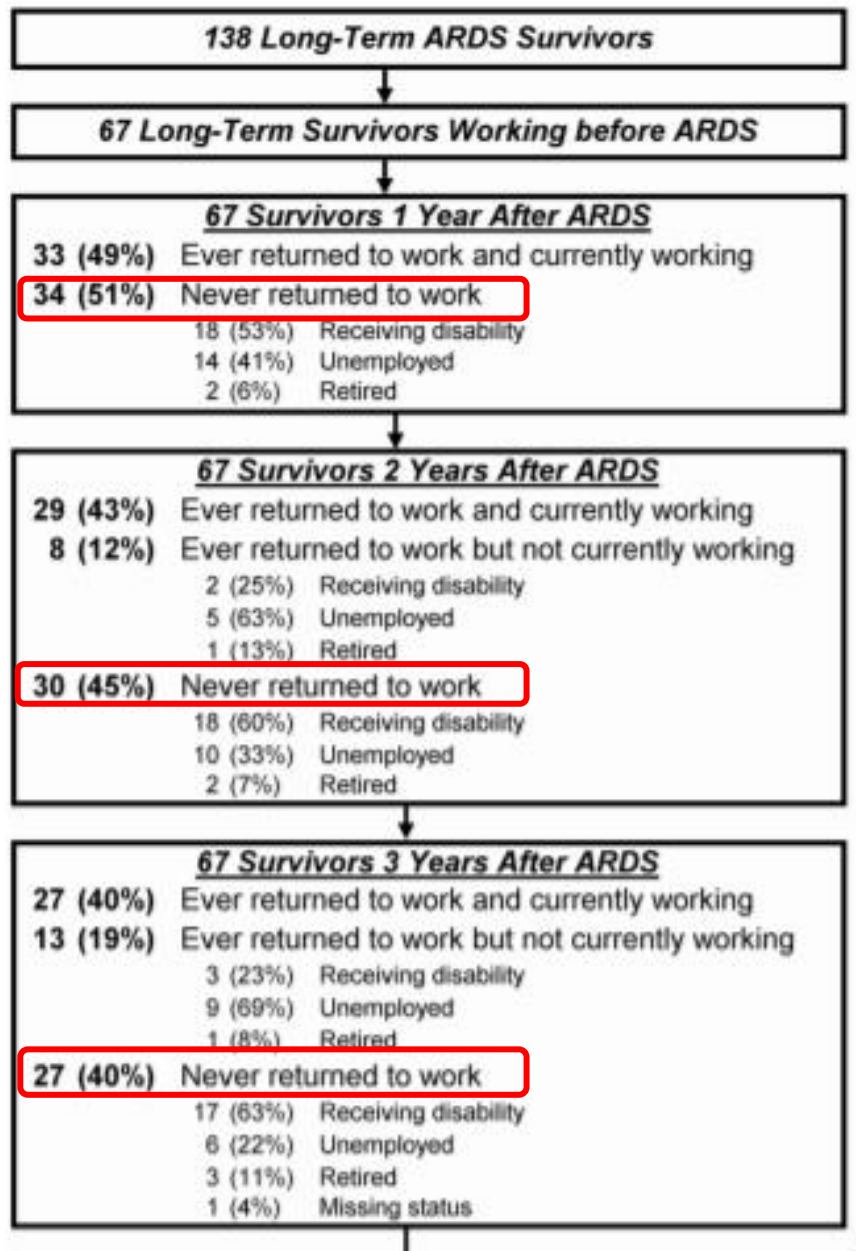 138 Long-Term ARDS Survivors
67 Long-Term Survivors Working before ARDS
67 Survivors 1 Year After ARDS
33 (49%) Ever returned to work and currently working
34 (51%) Never returned to work
18 (53%) Receiving disability
14 (41%) Unemployed
2 (6%) Retired
67 Survivors 2 Years After ARDS
29 (43%) Ever returned to work and currently working
8 (12%) Ever returned to work but not currently working
2 (25%) Receiving disability
5 (63%) Unemployed
1 (13%) Retired
30 (45%) Never returned to work
18 (60%) Receiving disability
10 (33%) Unemployed
2 (7%) Retired
67 Survivors 3 Years After ARDS
27 (40%) Ever returned to work and currently working
13 (19%) Ever returned to work but not currently working
3 (23%) Receiving disability
9 (69%) Unemployed
1 (8%) Retired
27 (40%) Never returned to work
17 (63%) Receiving disability
6 (22%) Unemployed
3 (11%) Retired
1 (4%) Missing status